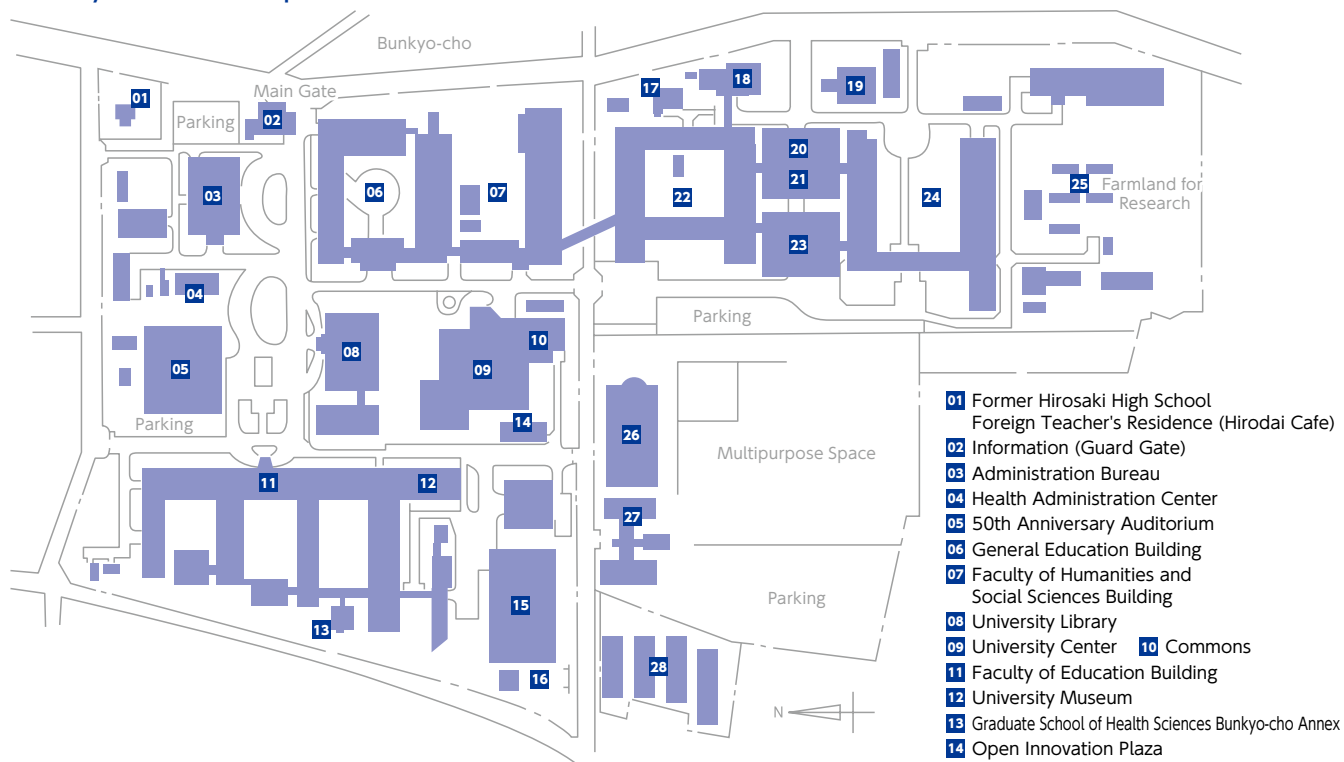 Bunkyo-cho
01
Main Gate
Parking
02
17
18
19
03
06
07
20
21
22
23
24
25
Farmland for
Research
04
Parking
05
08
10
09
Parking
14
26
Multipurpose Space
11
12
27
15
Parking
13
16
28
N
01 Former Hirosaki High School
Foreign Teacher's Residence (Hirodai Cafe)
02 Information (Guard Gate)
03 Administration Bureau
04 Health Administration Center
05 50th Anniversary Auditorium
06 General Education Building
07 Faculty of Humanities and
Social Sciences Building
08 University Library
09 University Center 10 Commons
11 Faculty of Education Building
12 University Museum
13 Graduate School of Health Sciences Bunkyo-cho Annex
14 Open Innovation Plaza